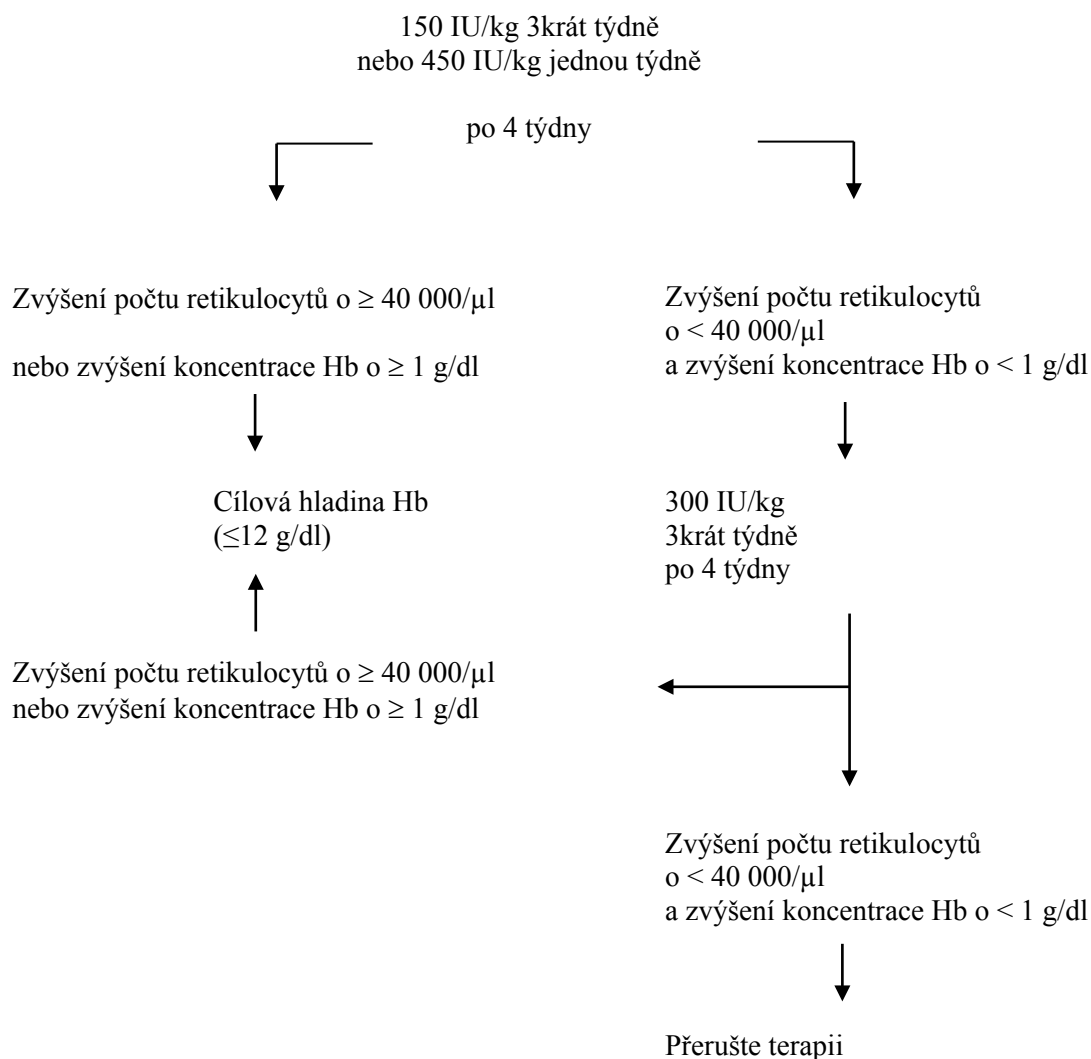 150 IU/kg 3krát týdně
nebo 450 IU/kg jednou týdně
po 4 týdny
Zvýšení počtu retikulocytů o ≥ 40 000/µl
nebo zvýšení koncentrace Hb o ≥ 1 g/dl
Zvýšení počtu retikulocytů
o < 40 000/µl
a zvýšení koncentrace Hb o < 1 g/dl
Cílová hladina Hb
(≤12 g/dl)
300 IU/kg
3krát týdně
po 4 týdny
Zvýšení počtu retikulocytů o ≥ 40 000/µl
nebo zvýšení koncentrace Hb o ≥ 1 g/dl
Zvýšení počtu retikulocytů
o < 40 000/µl
a zvýšení koncentrace Hb o < 1 g/dl
Přerušte terapii